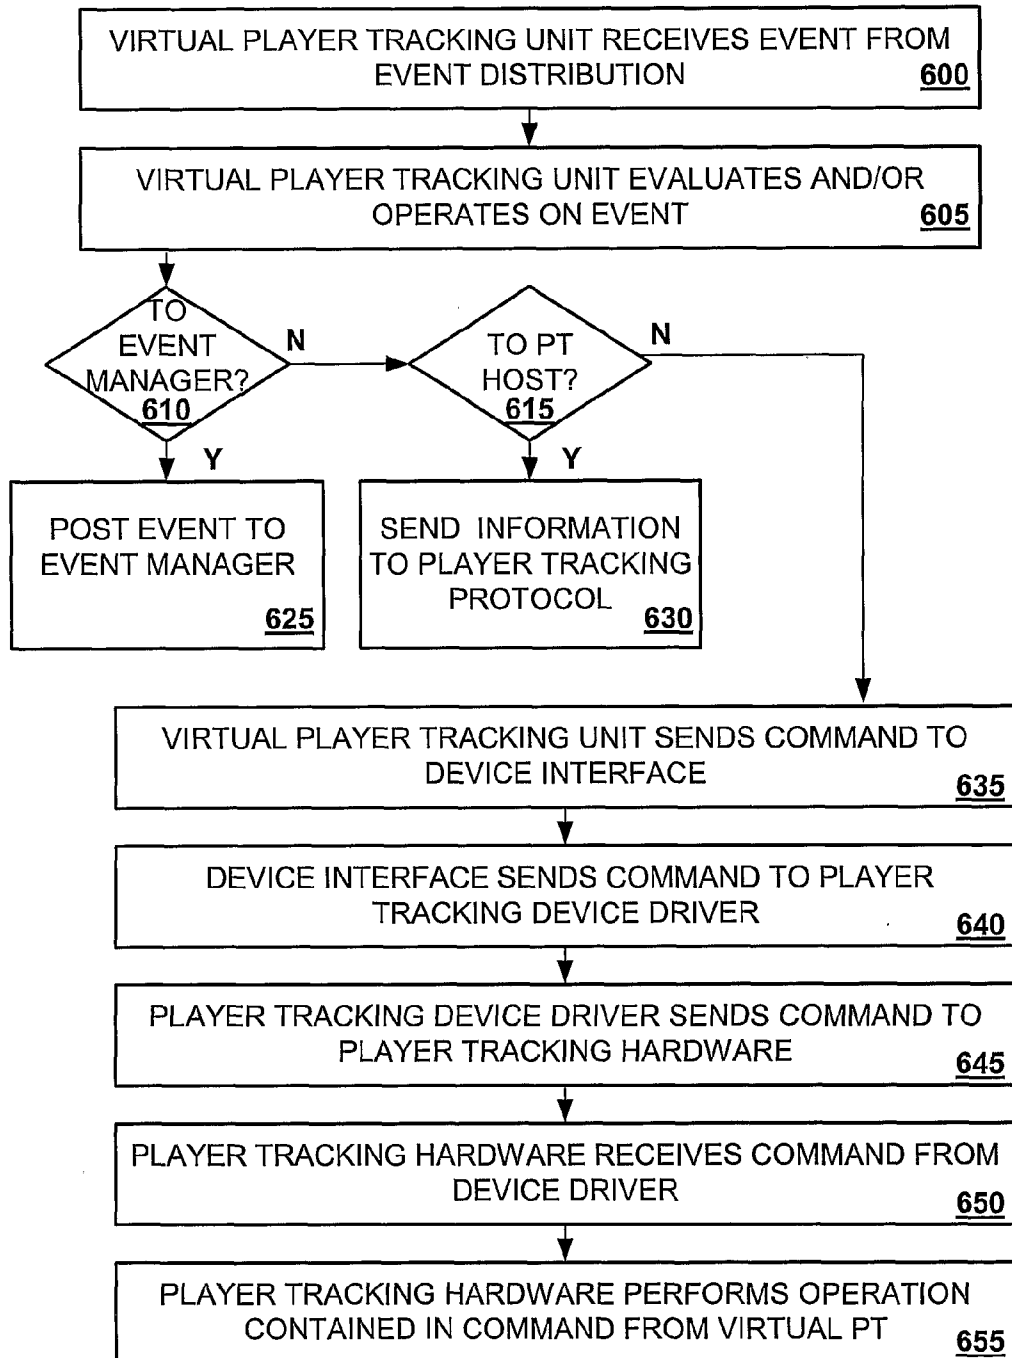 VIRTUAL PLAYER TRACKING UNIT RECEIVES EVENT FROM
EVENT DISTRIBUTION
600
VIRTUAL PLAYER TRACKING UNIT EVALUATES AND/OR
OPERATES ON EVENT
605
TO
EVENT
MANAGER?
610
N
TO PT
HOST?
615
N
Y
Y
POST EVENT TO
EVENT MANAGER
625
SEND INFORMATION
TO PLAYER TRACKING
PROTOCOL
630
VIRTUAL PLAYER TRACKING UNIT SENDS COMMAND TO
DEVICE INTERFACE
635
DEVICE INTERFACE SENDS COMMAND TO PLAYER
TRACKING DEVICE DRIVER
640
PLAYER TRACKING DEVICE DRIVER SENDS COMMAND TO
PLAYER TRACKING HARDWARE
645
PLAYER TRACKING HARDWARE RECEIVES COMMAND FROM
DEVICE DRIVER
650
PLAYER TRACKING HARDWARE PERFORMS OPERATION
CONTAINED IN COMMAND FROM VIRTUAL PT
655